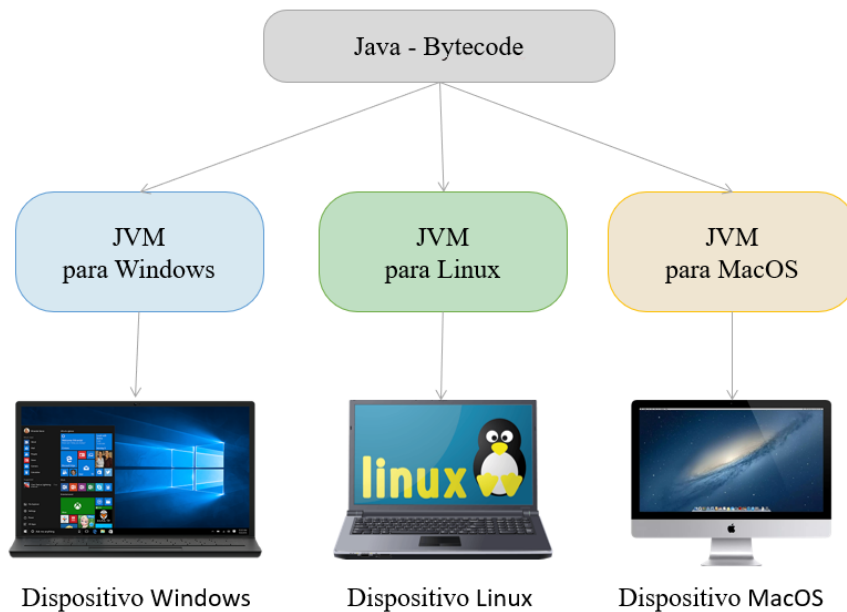 Java - Bytecode
JVM
para Windows
JVM
para Linux
JVM
para MacOS
linux
Dispositivo Windows
Dispositivo Linux
Dispositivo MacOS